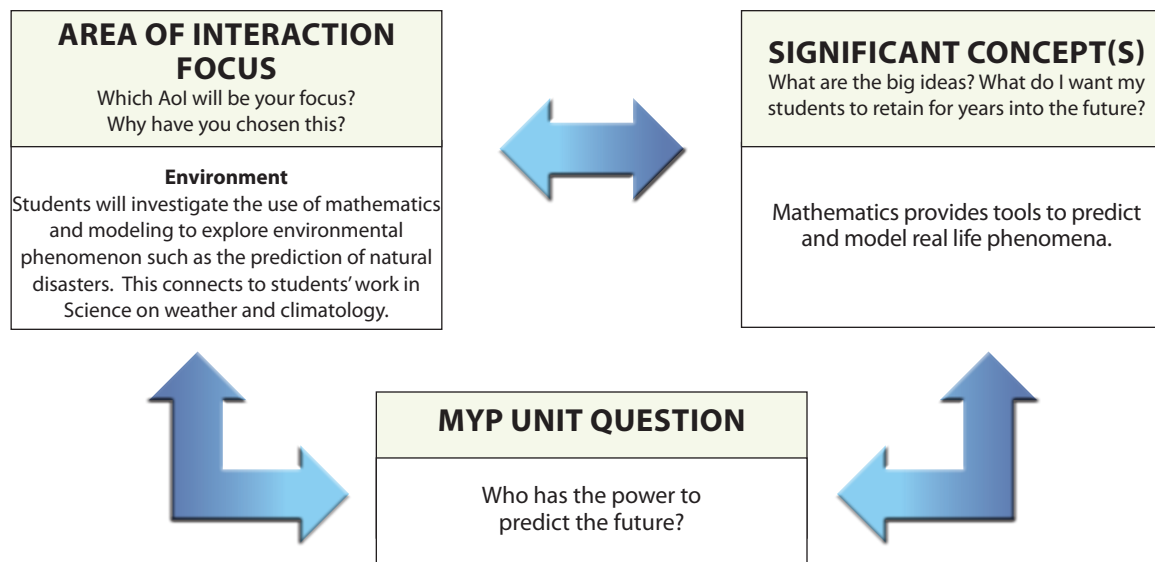 AREA OF INTERACTION
FOCUS
Which AoI will be your focus?
Why have you chosen this?
Environment
Students will investigate the use of mathematics
and modeling to explore environmental
phenomenon such as the prediction of natural
disasters. This connects to students' work in
Science on weather and climatology.
SIGNIFICANT CONCEPT(S)
What are the big ideas? What do I want my
students to retain for years into the future?
Mathematics provides tools to predict
and model real life phenomena.
MYP UNIT QUESTION
Who has the power to
predict the future?